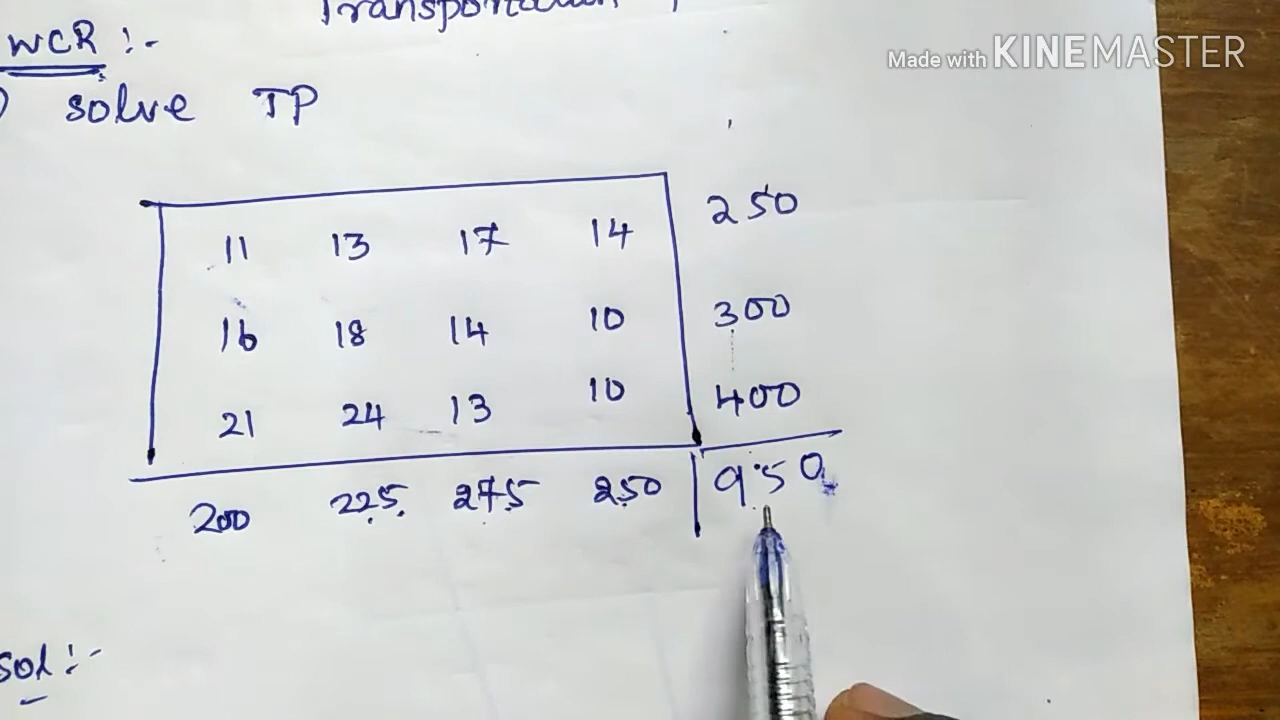 Transportation
WCR :-
Made with KINEMASTER
solve TP
11 13 17 14 250
16 18 14 10 300
21 24 13 10 400
200 225 275 250 950
sol :-